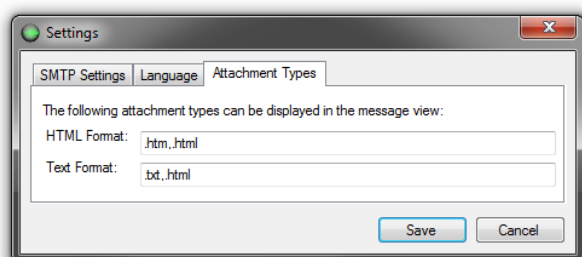 Settings
SMTP Settings Language Attachment Types
The following attachment types can be displayed in the message view:
HTML Format: .htm,.html
Text Format: .txt,.html
Save Cancel